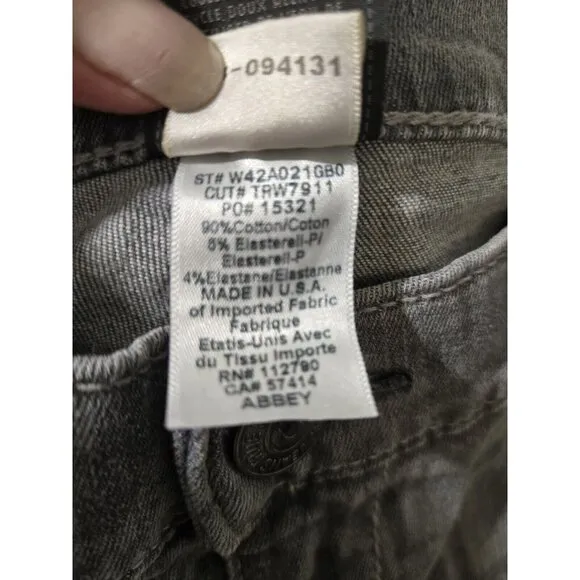 -094131
ST# W42A021GB0
CUT# TRW7911
PO# 15321
90%Cotton/Coton
6% Elasterell-P/
Elasterell-P
4%Elastane/Elastanne
MADE IN U.S.A.
of Imported Fabric
Fabrique
Etats-Unis Avec
du Tissu Importe
RN# 112790
CA# 57414
ABBEY